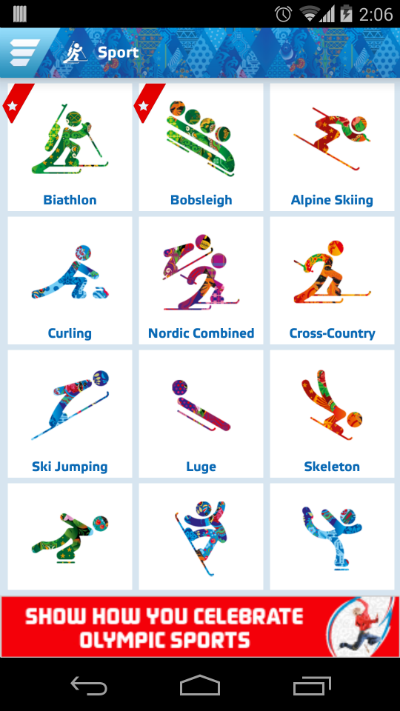 2:06
Sport
Biathlon
Bobsleigh
Alpine Skiing
Curling
Nordic Combined
Cross-Country
Ski Jumping
Luge
Skeleton
SHOW HOW YOU CELEBRATE
OLYMPIC SPORTS